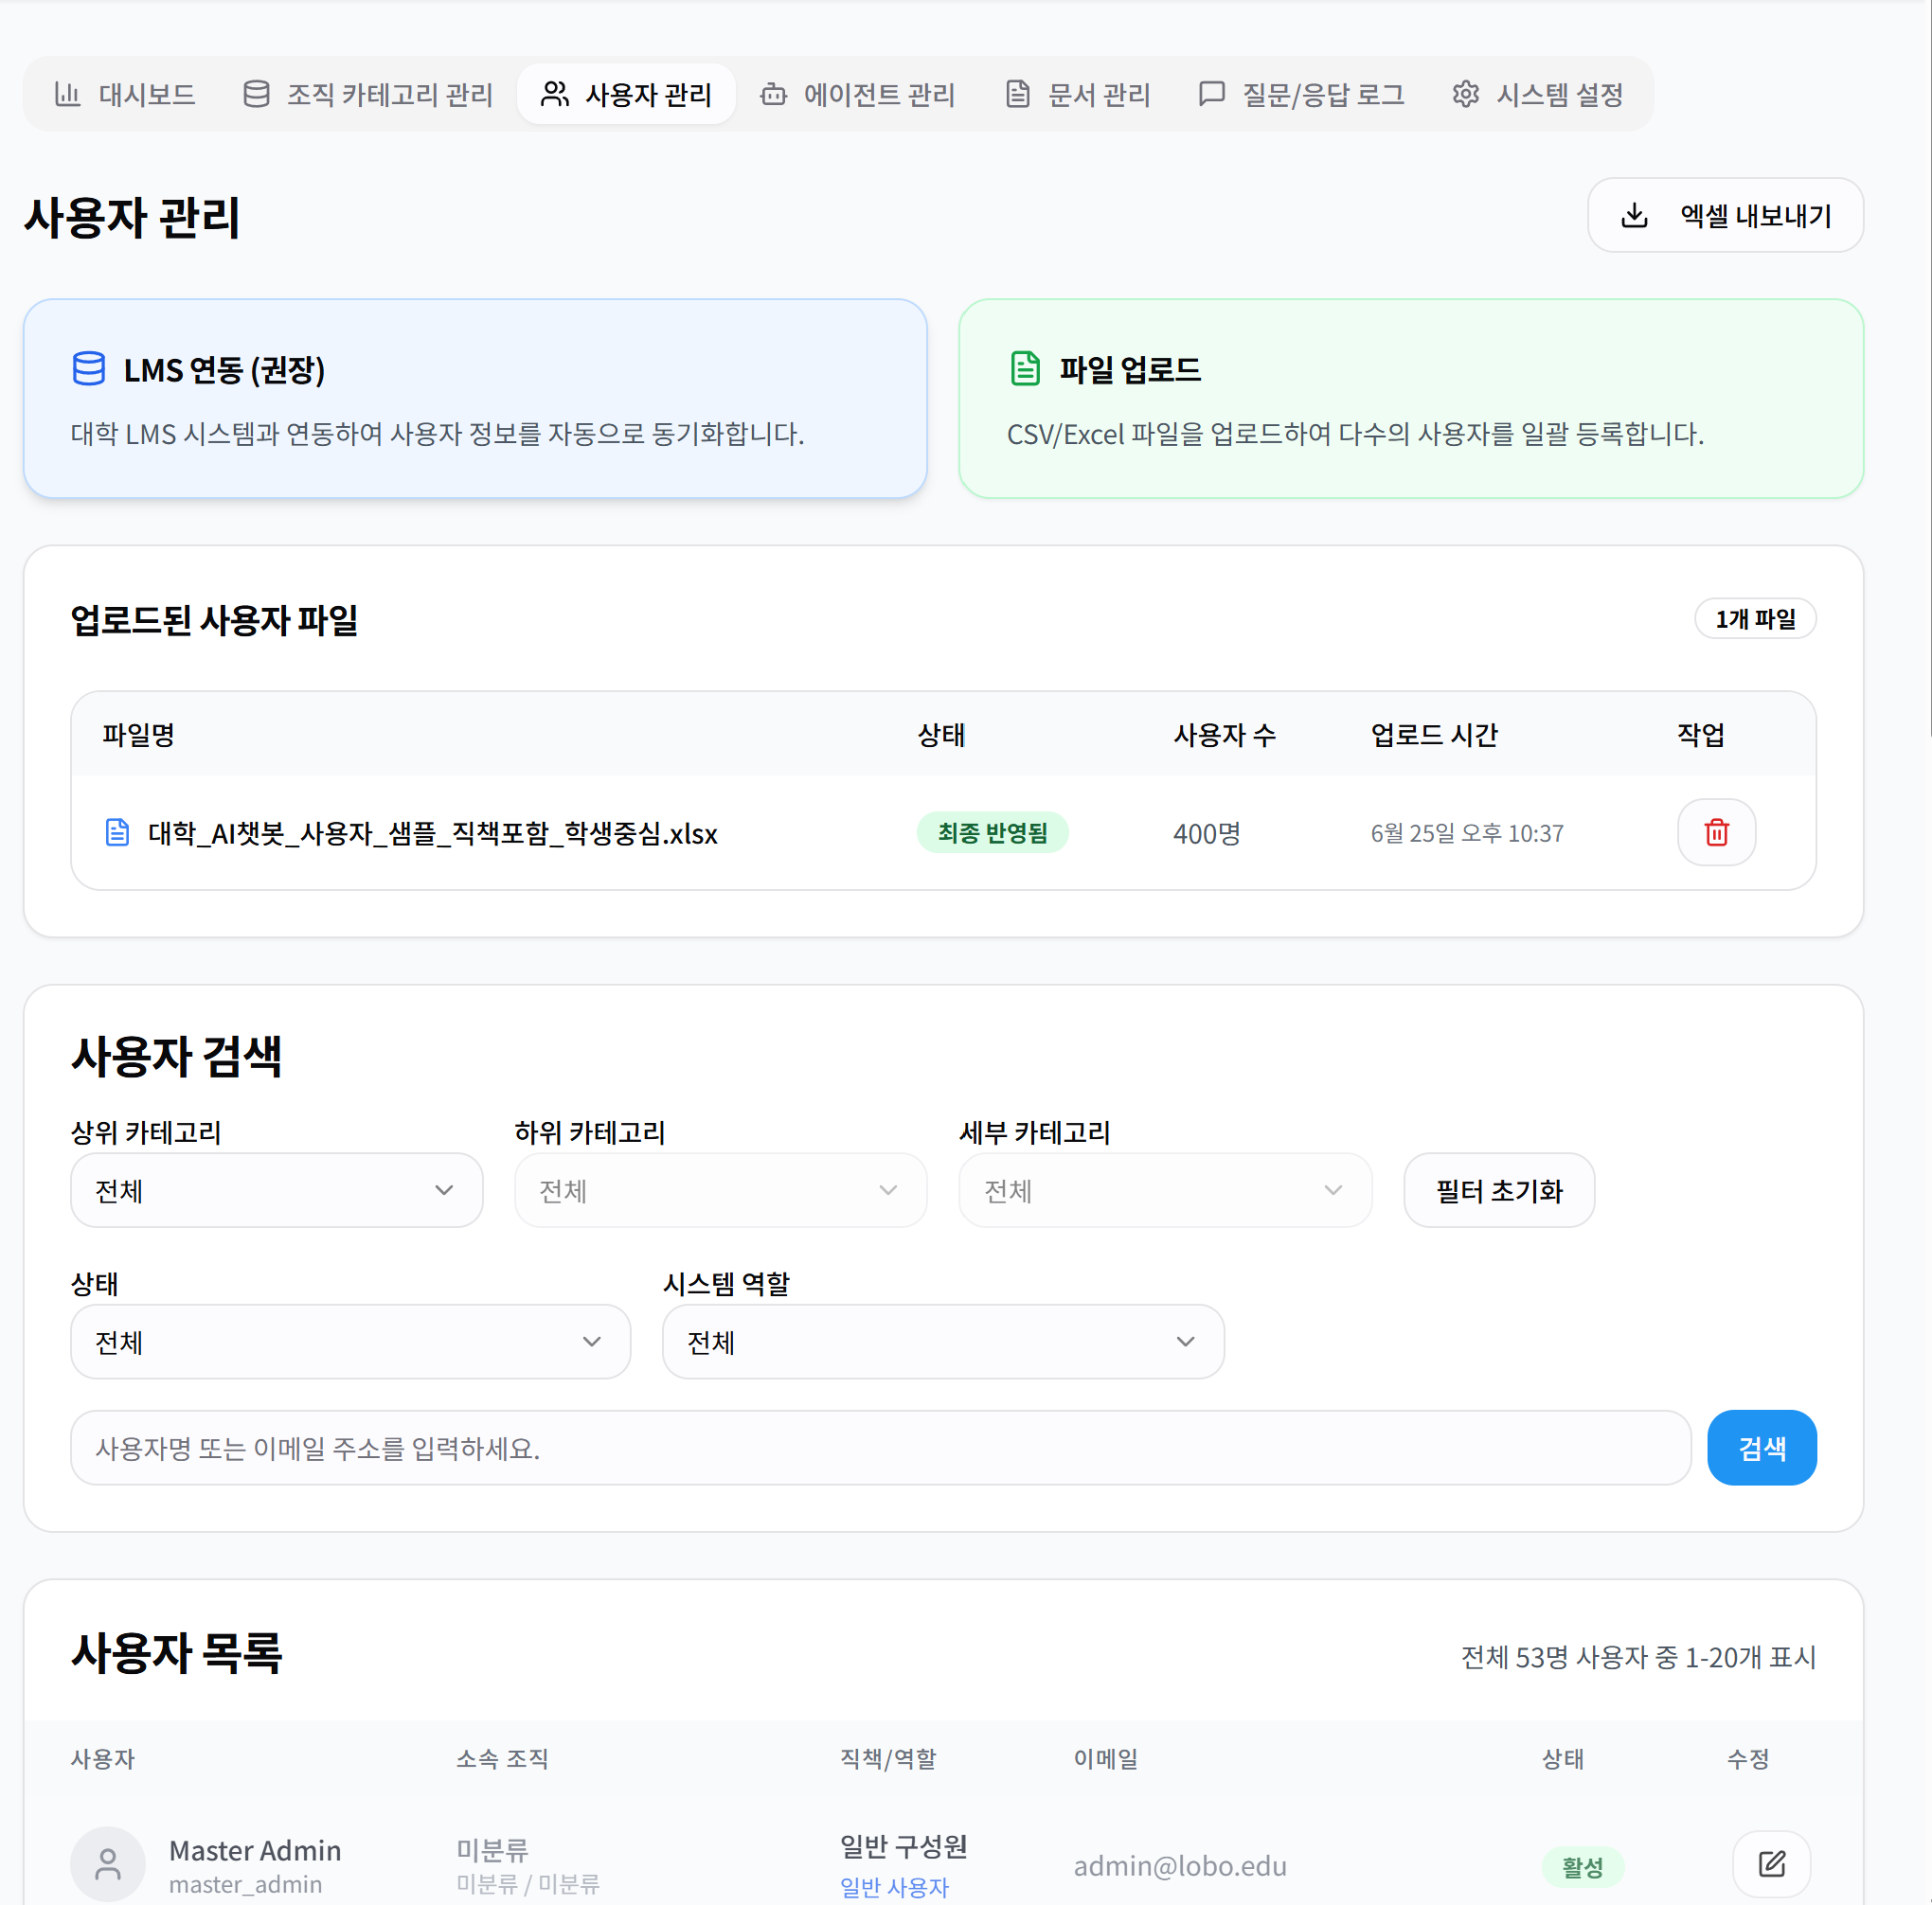 대시보드 조직 카테고리 관리 사용자 관리 에이전트 관리 문서 관리 질문/응답 로그 시스템 설정
사용자 관리 엑셀 내보내기
LMS 연동 (권장)
대학 LMS 시스템과 연동하여 사용자 정보를 자동으로 동기화합니다.
파일 업로드
CSV/Excel 파일을 업로드하여 다수의 사용자를 일괄 등록합니다.
업로드된 사용자 파일 1개 파일
파일명 상태 사용자 수 업로드 시간 작업
대학_AI챗봇_사용자_샘플_직책포함_학생중심.xlsx 최종 반영됨 400명 6월 25일 오후 10:37
사용자 검색
상위 카테고리 하위 카테고리 세부 카테고리
전체 전체 전체 필터 초기화
상태 시스템 역할
전체 전체
사용자명 또는 이메일 주소를 입력하세요. 검색
사용자 목록 전체 53명 사용자 중 1-20개 표시
사용자 소속 조직 직책/역할 이메일 상태 수정
Master Admin 미분류 일반 구성원 admin@lobo.edu 활성
master_admin 미분류 / 미분류 일반 사용자